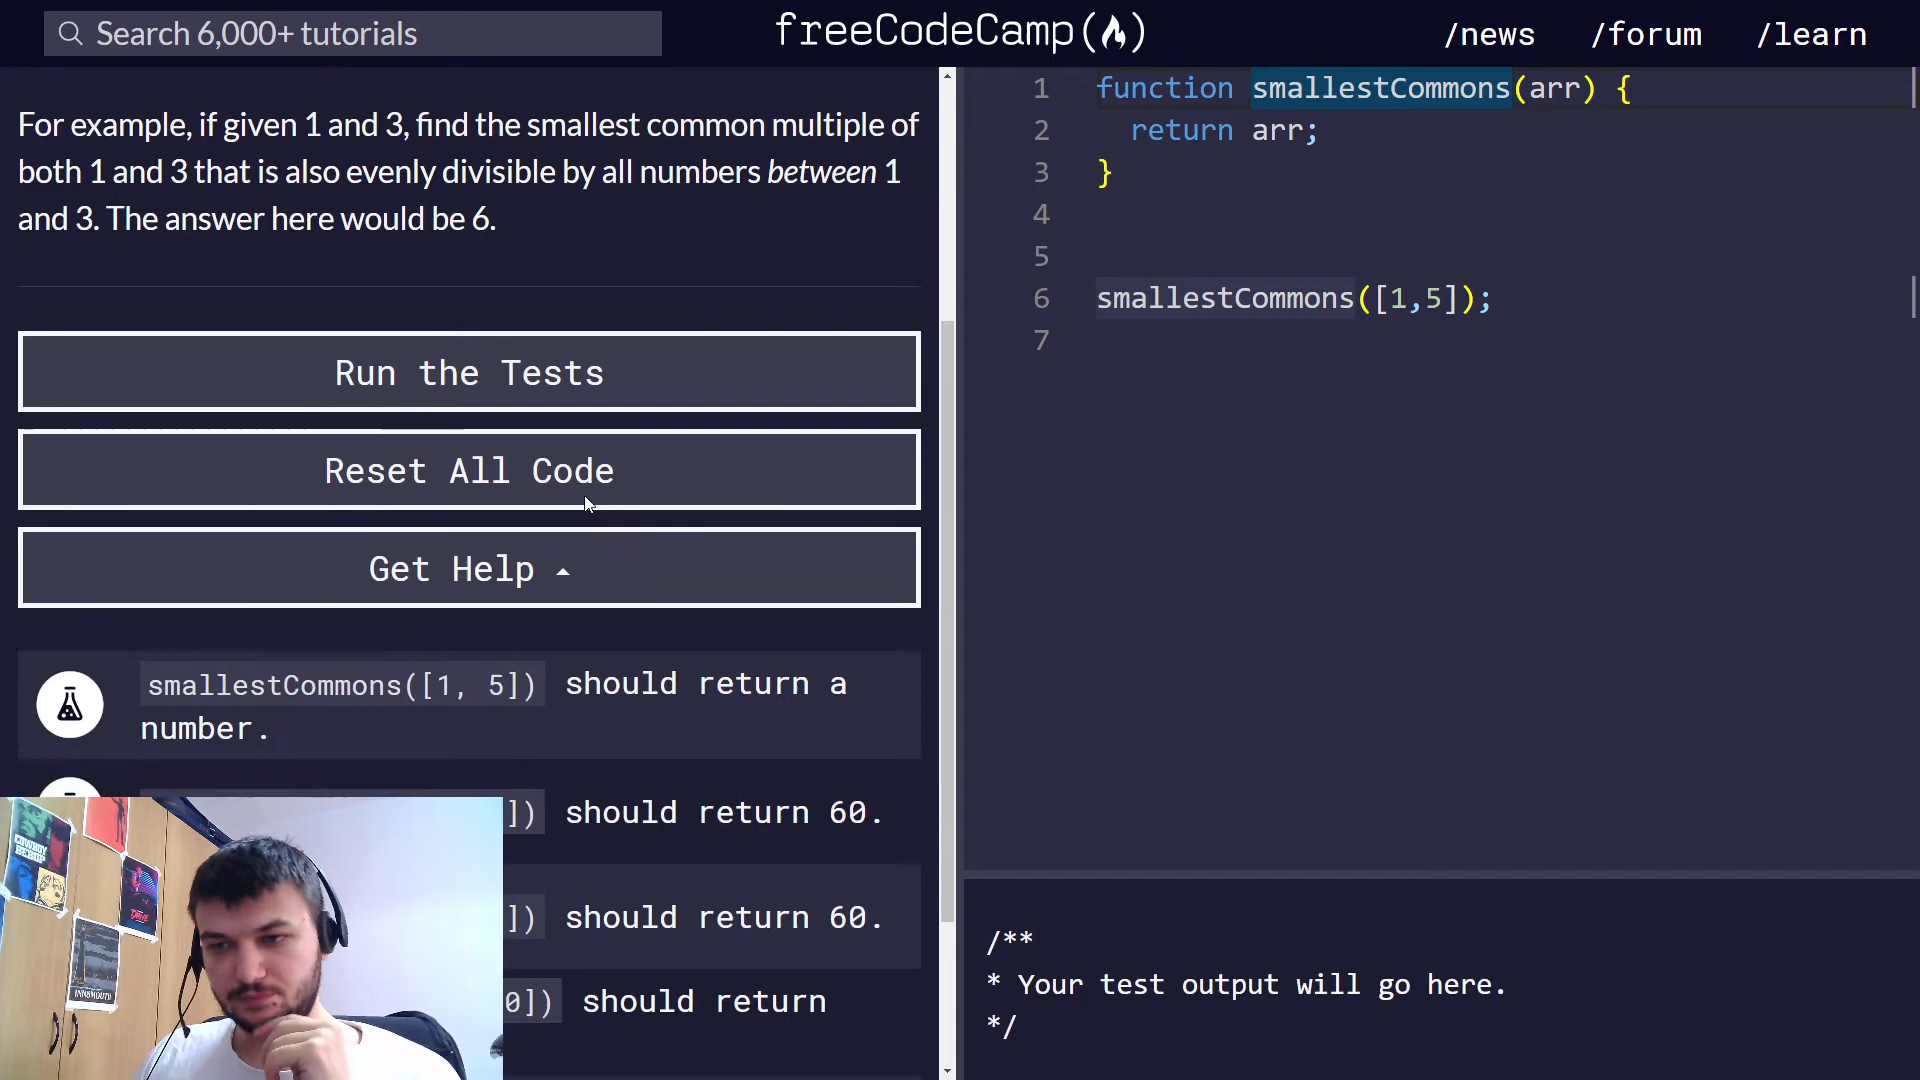 Search 6,000+ tutorials
freeCodeCamp
/news
/forum
/learn
For example, if given 1 and 3, find the smallest common multiple of
both 1 and 3 that is also evenly divisible by all numbers between 1
and 3. The answer here would be 6.
Run the Tests
Reset All Code
Get Help
smallestCommons([1, 5]) should return a
number.
]) should return 60.
]) should return 60.
0]) should return
COWBOY
BEBOP
DRIVE
INNSMOUTH
1 function smallestCommons(arr) {
2 return arr;
3 }
4
5
6 smallestCommons([1,5]);
7
/**
* Your test output will go here.
*/